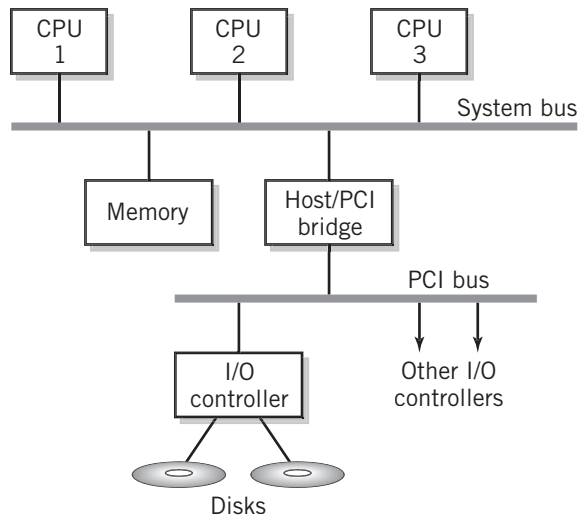 CPU
1
CPU
2
CPU
3
System bus
Memory
Host/PCI
bridge
PCI bus
I/O
controller
Other I/O
controllers
Disks